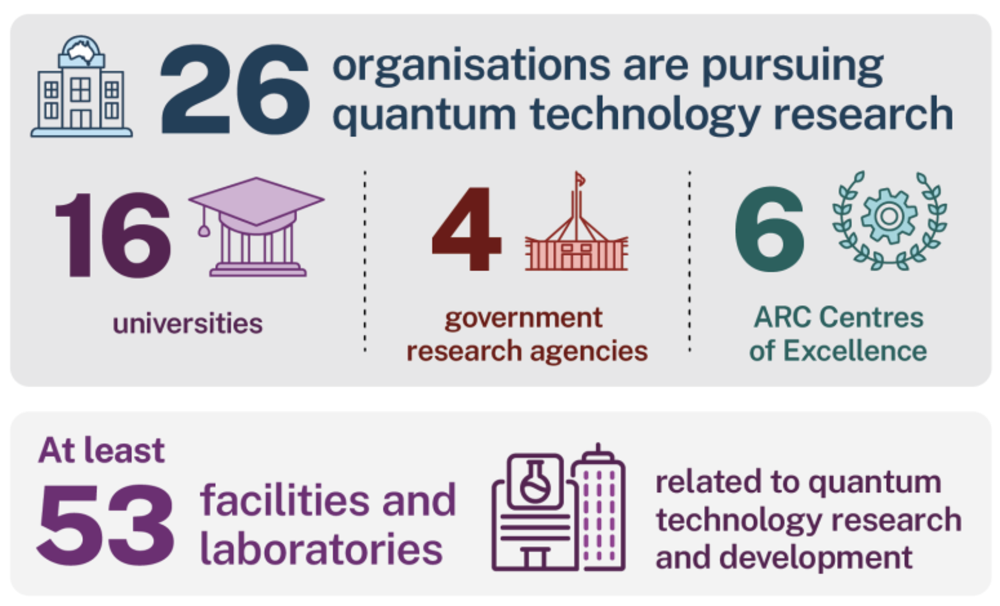 26
organisations are pursuing
quantum technology research
16
universities
4
government
research agencies
6
ARC Centres
of Excellence
At least
53
facilities and
laboratories
related to quantum
technology research
and development